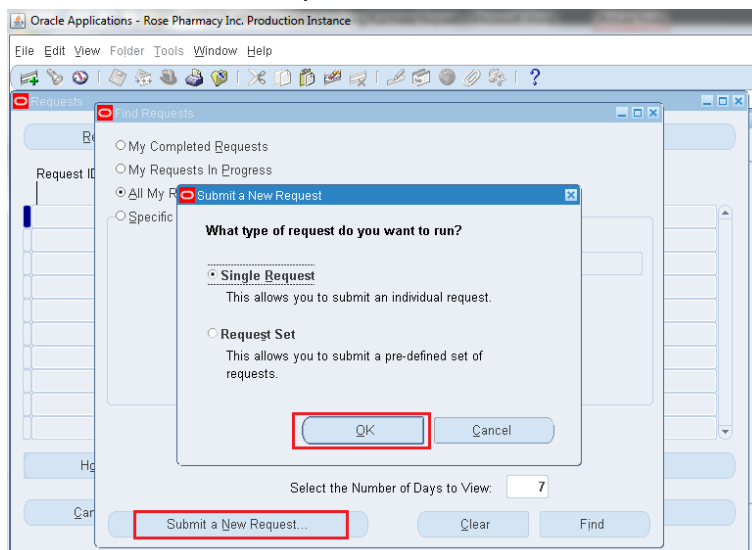 Oracle Applications - Rose Pharmacy Inc. Production Instance
File Edit View Folder Tools Window Help
Requests
Find Requests
My Completed Requests
My Requests In Progress
Request ID
All My R
Submit a New Request
Specific
What type of request do you want to run?
Single Request
This allows you to submit an individual request.
Request Set
This allows you to submit a pre-defined set of
requests.
OK
Cancel
Select the Number of Days to View: 7
Submit a New Request...
Clear
Find